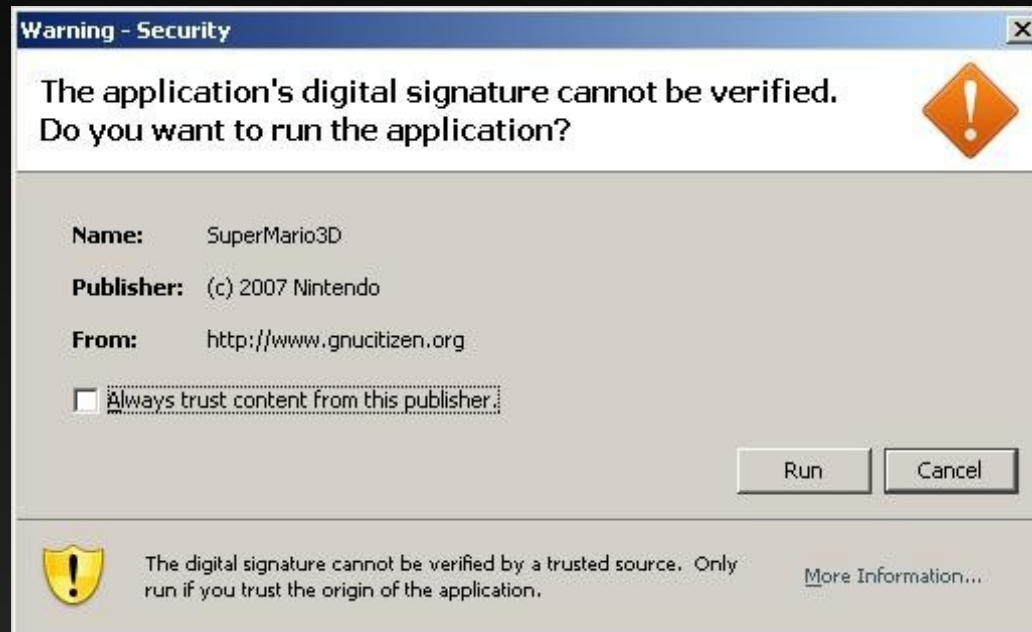 Warning - Security
The application's digital signature cannot be verified.
Do you want to run the application?
Name: SuperMario3D
Publisher: (c) 2007 Nintendo
From: http://www.gnucitizen.org
Always trust content from this publisher.
Run Cancel
The digital signature cannot be verified by a trusted source. Only
run if you trust the origin of the application.
More Information...